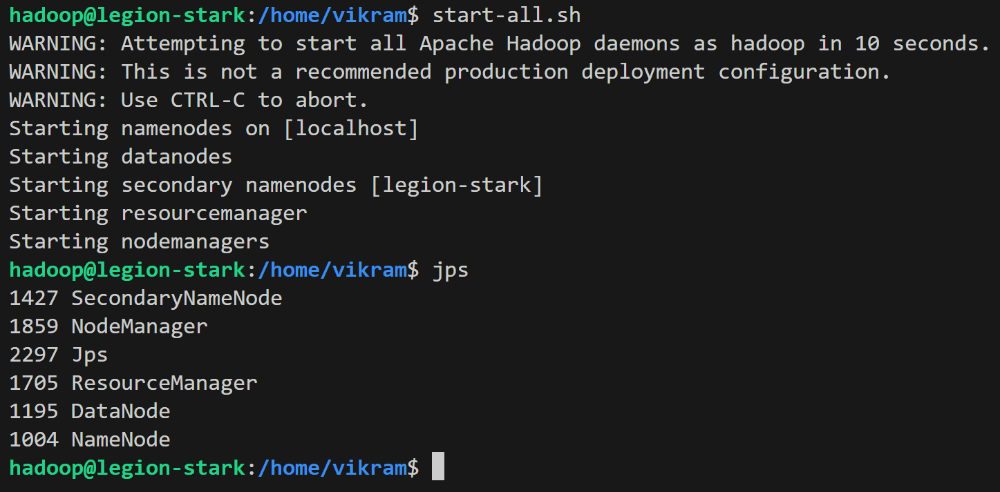 hadoop@legion-stark:/home/vikram$ start-all.sh
WARNING: Attempting to start all Apache Hadoop daemons as hadoop in 10 seconds.
WARNING: This is not a recommended production deployment configuration.
WARNING: Use CTRL-C to abort.
Starting namenodes on [localhost]
Starting datanodes
Starting secondary namenodes [legion-stark]
Starting resourcemanager
Starting nodemanagers
hadoop@legion-stark:/home/vikram$ jps
1427 SecondaryNameNode
1859 NodeManager
2297 Jps
1705 ResourceManager
1195 DataNode
1004 NameNode
hadoop@legion-stark:/home/vikram$